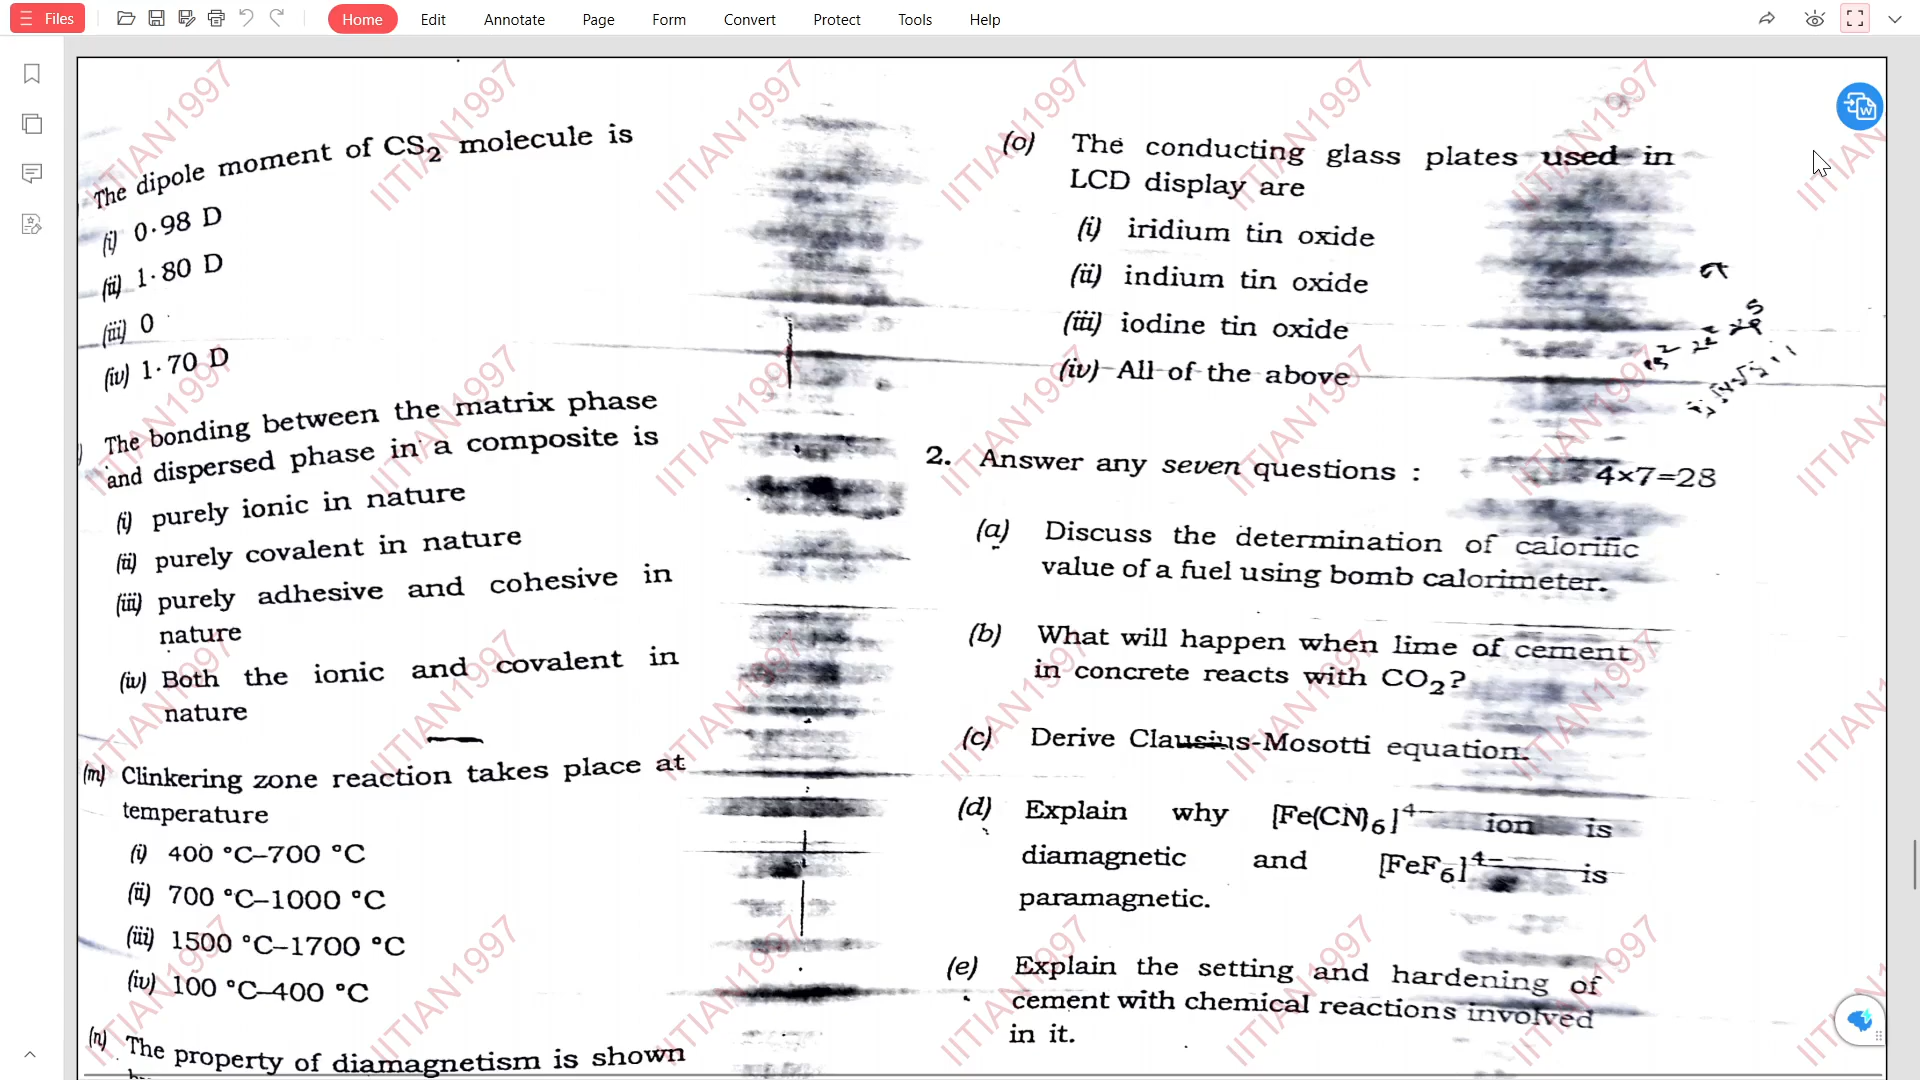 Files
Home
Edit
Annotate
Page
Form
Convert
Protect
Tools
Help
The dipole moment of CS2 molecule is
(i) 0·98 D
(ii) 1·80 D
(iii) 0
(iv) 1·70 D
The bonding between the matrix phase
and dispersed phase in a composite is
(i) purely ionic in nature
(ii) purely covalent in nature
(iii) purely adhesive and cohesive in
nature
(iv) Both the ionic and covalent in
nature
(m) Clinkering zone reaction takes place at
temperature
(i) 400 °C–700 °C
(ii) 700 °C–1000 °C
(iii) 1500 °C–1700 °C
(iv) 100 °C–400 °C
(n) The property of diamagnetism is shown
(o) The conducting glass plates used in
LCD display are
(i) iridium tin oxide
(ii) indium tin oxide
(iii) iodine tin oxide
(iv) All of the above
2. Answer any seven questions : 4×7=28
(a) Discuss the determination of calorific
value of a fuel using bomb calorimeter.
(b) What will happen when lime of cement
in concrete reacts with CO2?
(c) Derive Clausius-Mosotti equation.
(d) Explain why [Fe(CN)6]4– ion is
diamagnetic and [FeF6]4– is
paramagnetic.
(e) Explain the setting and hardening of
cement with chemical reactions involved
in it.
IITIAN1997